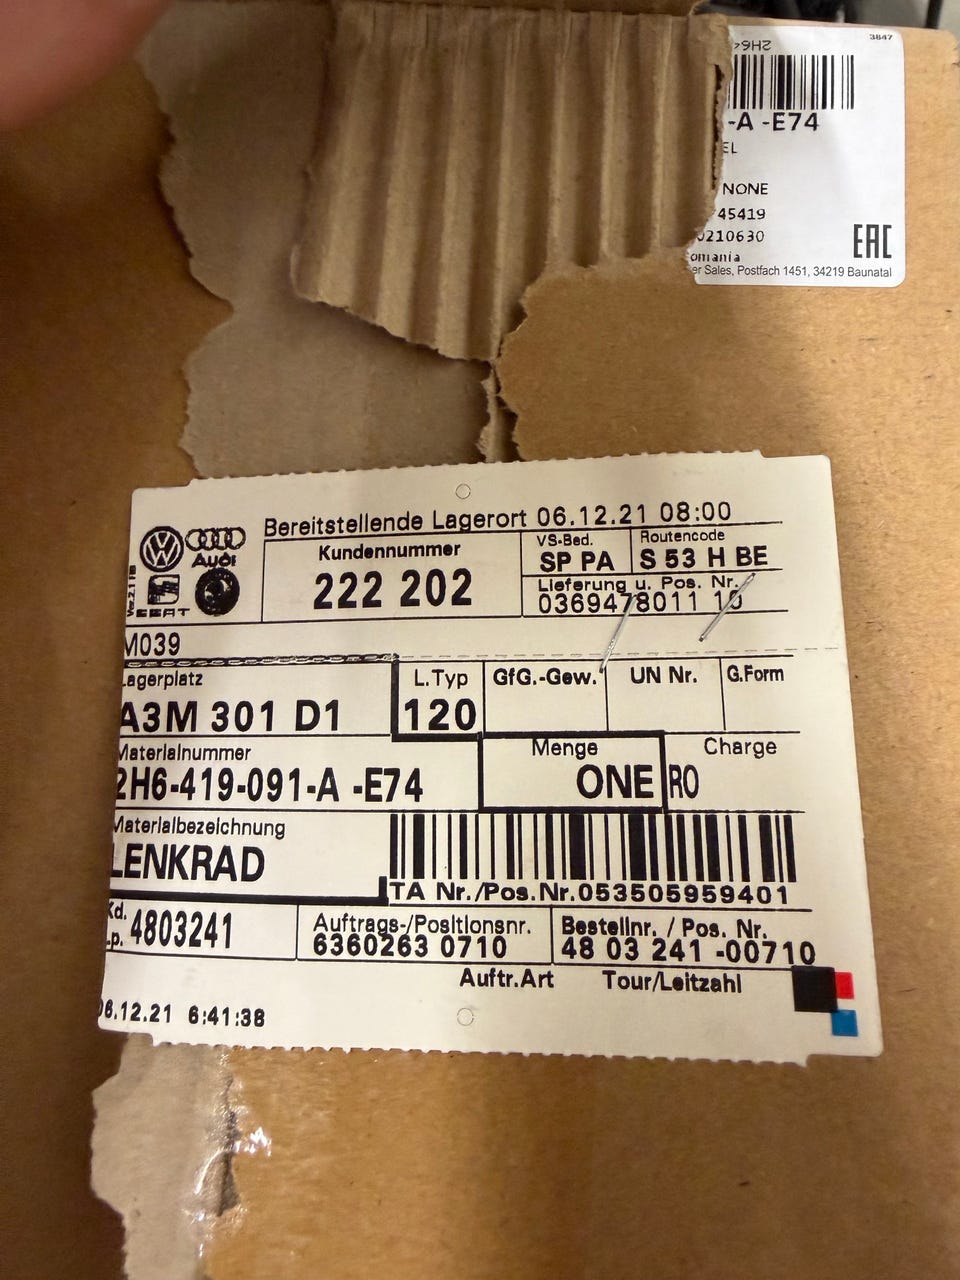 3847
2H6
-A -E74
EL
NONE
45419
0210630
omania
er Sales, Postfach 1451, 34219 Baunatal
EAC
Bereitstellende Lagerort 06.12.21 08:00
Audi
SEAT
Kundennummer
222 202
VS-Bed.
SP PA
Routencode
S 53 H BE
Lieferung u. Pos. Nr.
0369478011 10
M039
Lagerplatz
A3M 301 D1
L.Typ
120
GfG.-Gew.
UN Nr.
G.Form
Materialnummer
2H6-419-091-A -E74
Menge
ONE
Charge
RO
Materialbezeichnung
LENKRAD
TA Nr./Pos.Nr.053505959401
Kd.
Lp. 4803241
Auftrags-/Positionsnr.
6360263 0710
Bestellnr. / Pos. Nr.
48 03 241 -00710
Auftr.Art
Tour/Leitzahl
06.12.21 6:41:38